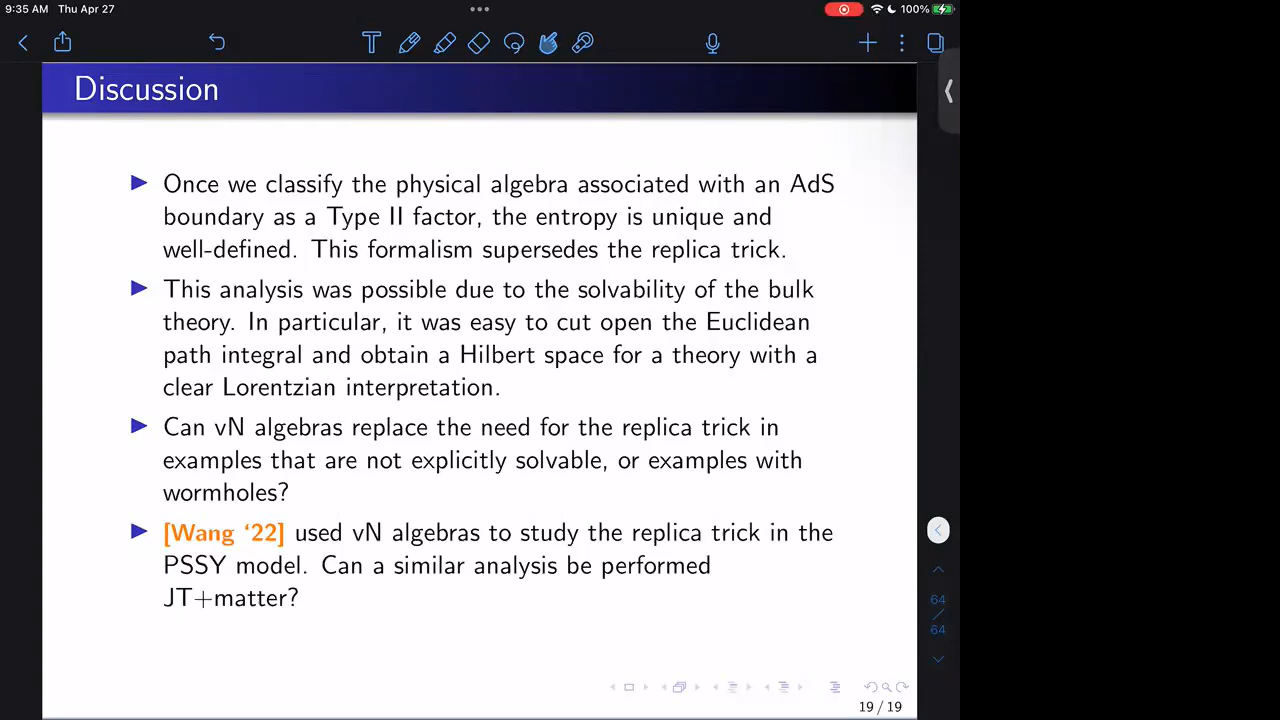 9:35 AM Thu Apr 27
100%
Discussion
Once we classify the physical algebra associated with an AdS
boundary as a Type II factor, the entropy is unique and
well-defined. This formalism supersedes the replica trick.
This analysis was possible due to the solvability of the bulk
theory. In particular, it was easy to cut open the Euclidean
path integral and obtain a Hilbert space for a theory with a
clear Lorentzian interpretation.
Can vN algebras replace the need for the replica trick in
examples that are not explicitly solvable, or examples with
wormholes?
[Wang ‘22] used vN algebras to study the replica trick in the
PSSY model. Can a similar analysis be performed
JT+matter?
64
/
64
19 / 19